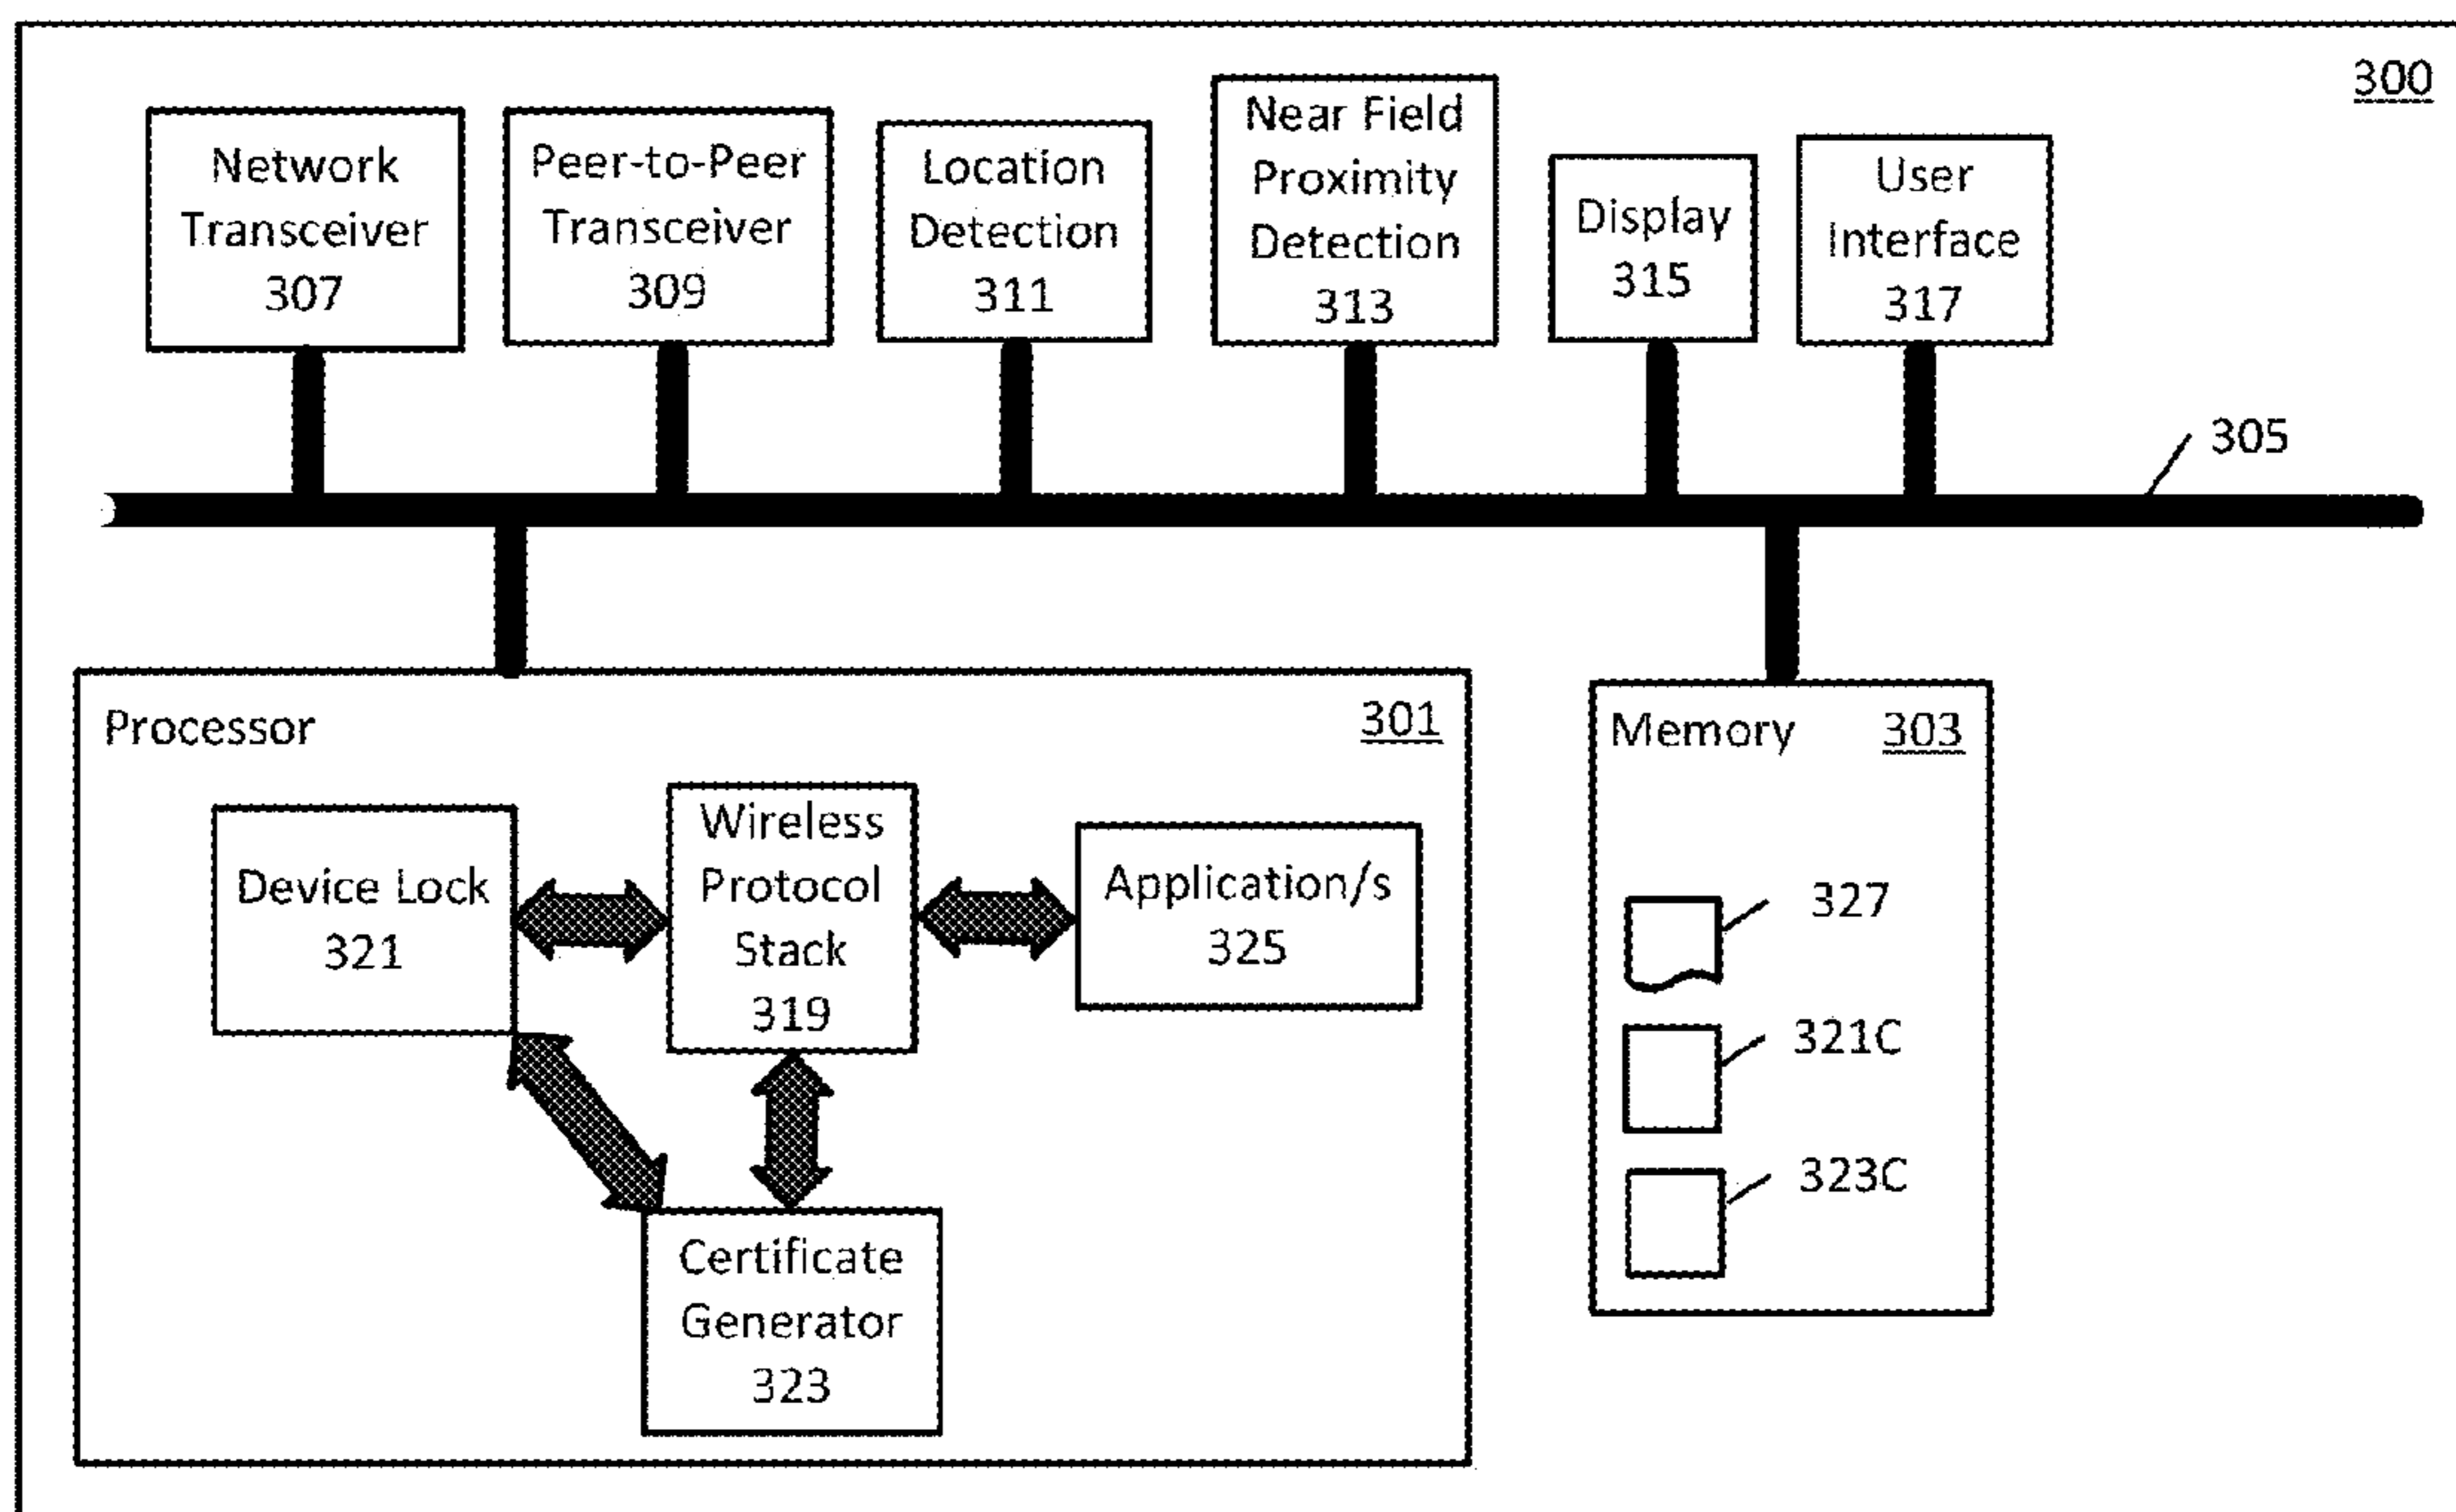 300
Network
Transceiver
307
Peer-to-Peer
Transceiver
309
Location
Detection
311
Near Field
Proximity
Detection
313
Display
315
User
Interface
317
305
Processor
301
Device Lock
321
Wireless
Protocol
Stack
319
Application/s
325
Certificate
Generator
323
Memory
303
327
321C
323C